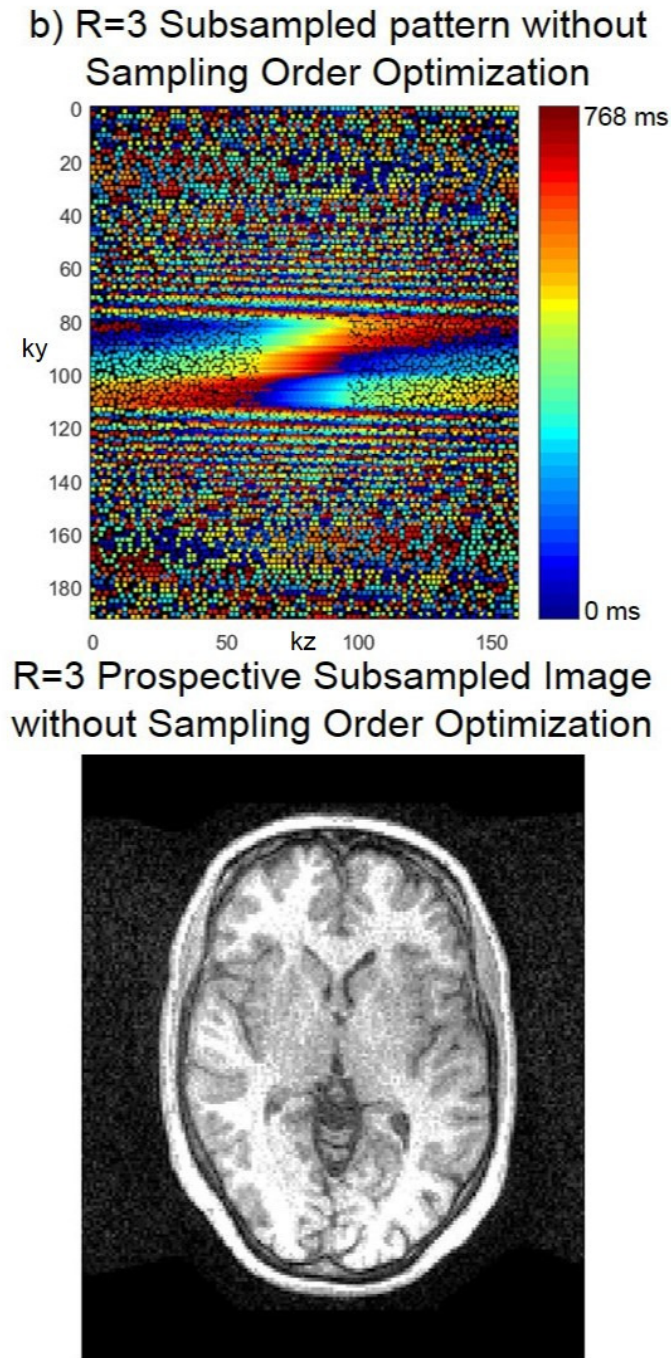 b) R=3 Subsampled pattern without
Sampling Order Optimization
0
20
40
60
80
100
120
140
160
180
ky
0
50
kz
100
150
768 ms
0 ms
R=3 Prospective Subsampled Image
without Sampling Order Optimization